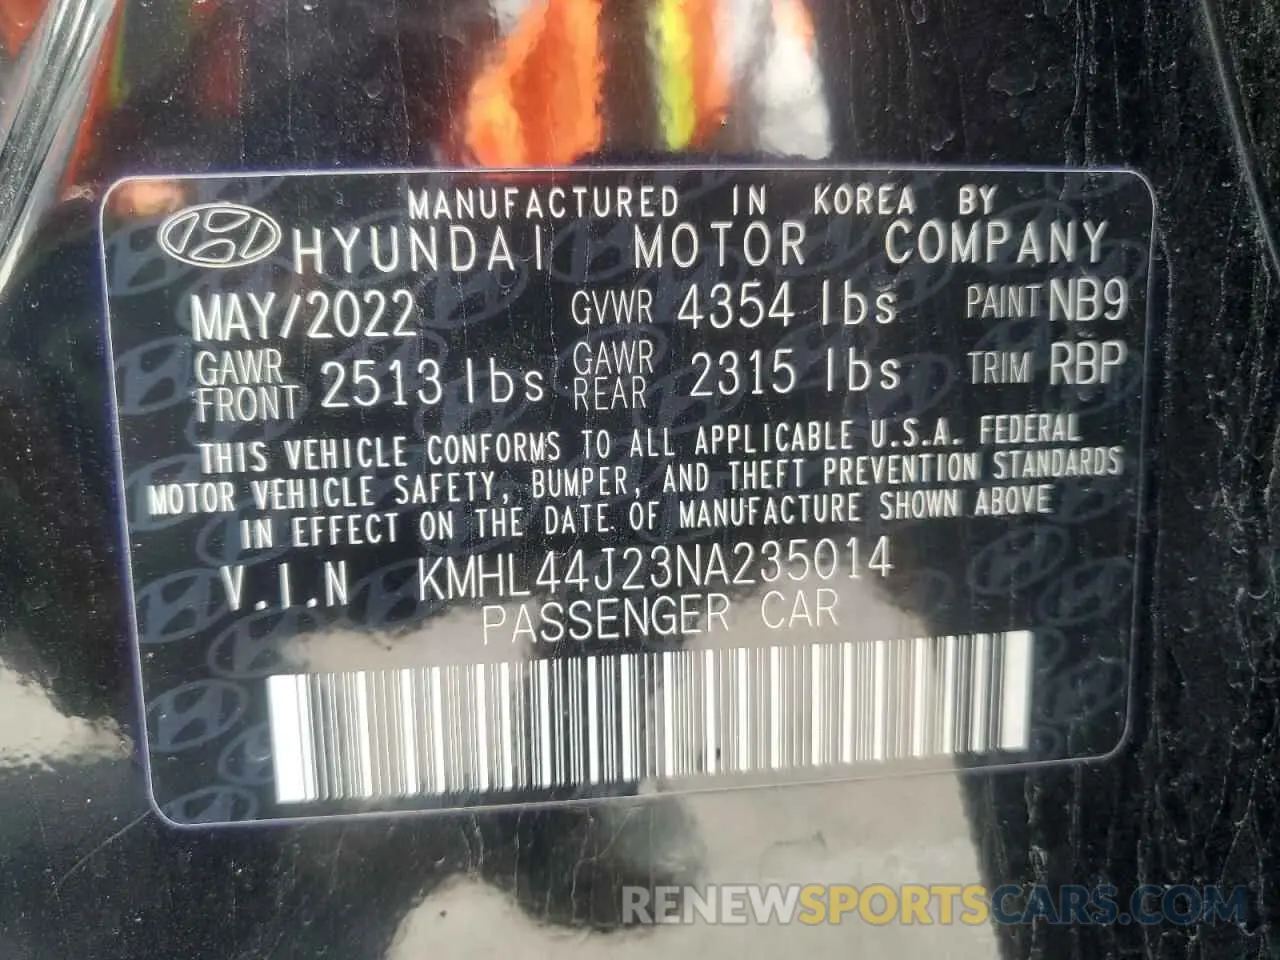 MANUFACTURED IN KOREA BY
HYUNDAI MOTOR COMPANY
MAY/2022 GVWR 4354 lbs PAINT NB9
GAWR FRONT 2513 lbs GAWR REAR 2315 lbs TRIM RBP
THIS VEHICLE CONFORMS TO ALL APPLICABLE U.S.A. FEDERAL
MOTOR VEHICLE SAFETY, BUMPER, AND THEFT PREVENTION STANDARDS
IN EFFECT ON THE DATE OF MANUFACTURE SHOWN ABOVE
V.I.N KMHL44J23NA235014
PASSENGER CAR
RENEWSPORTSCARS.COM